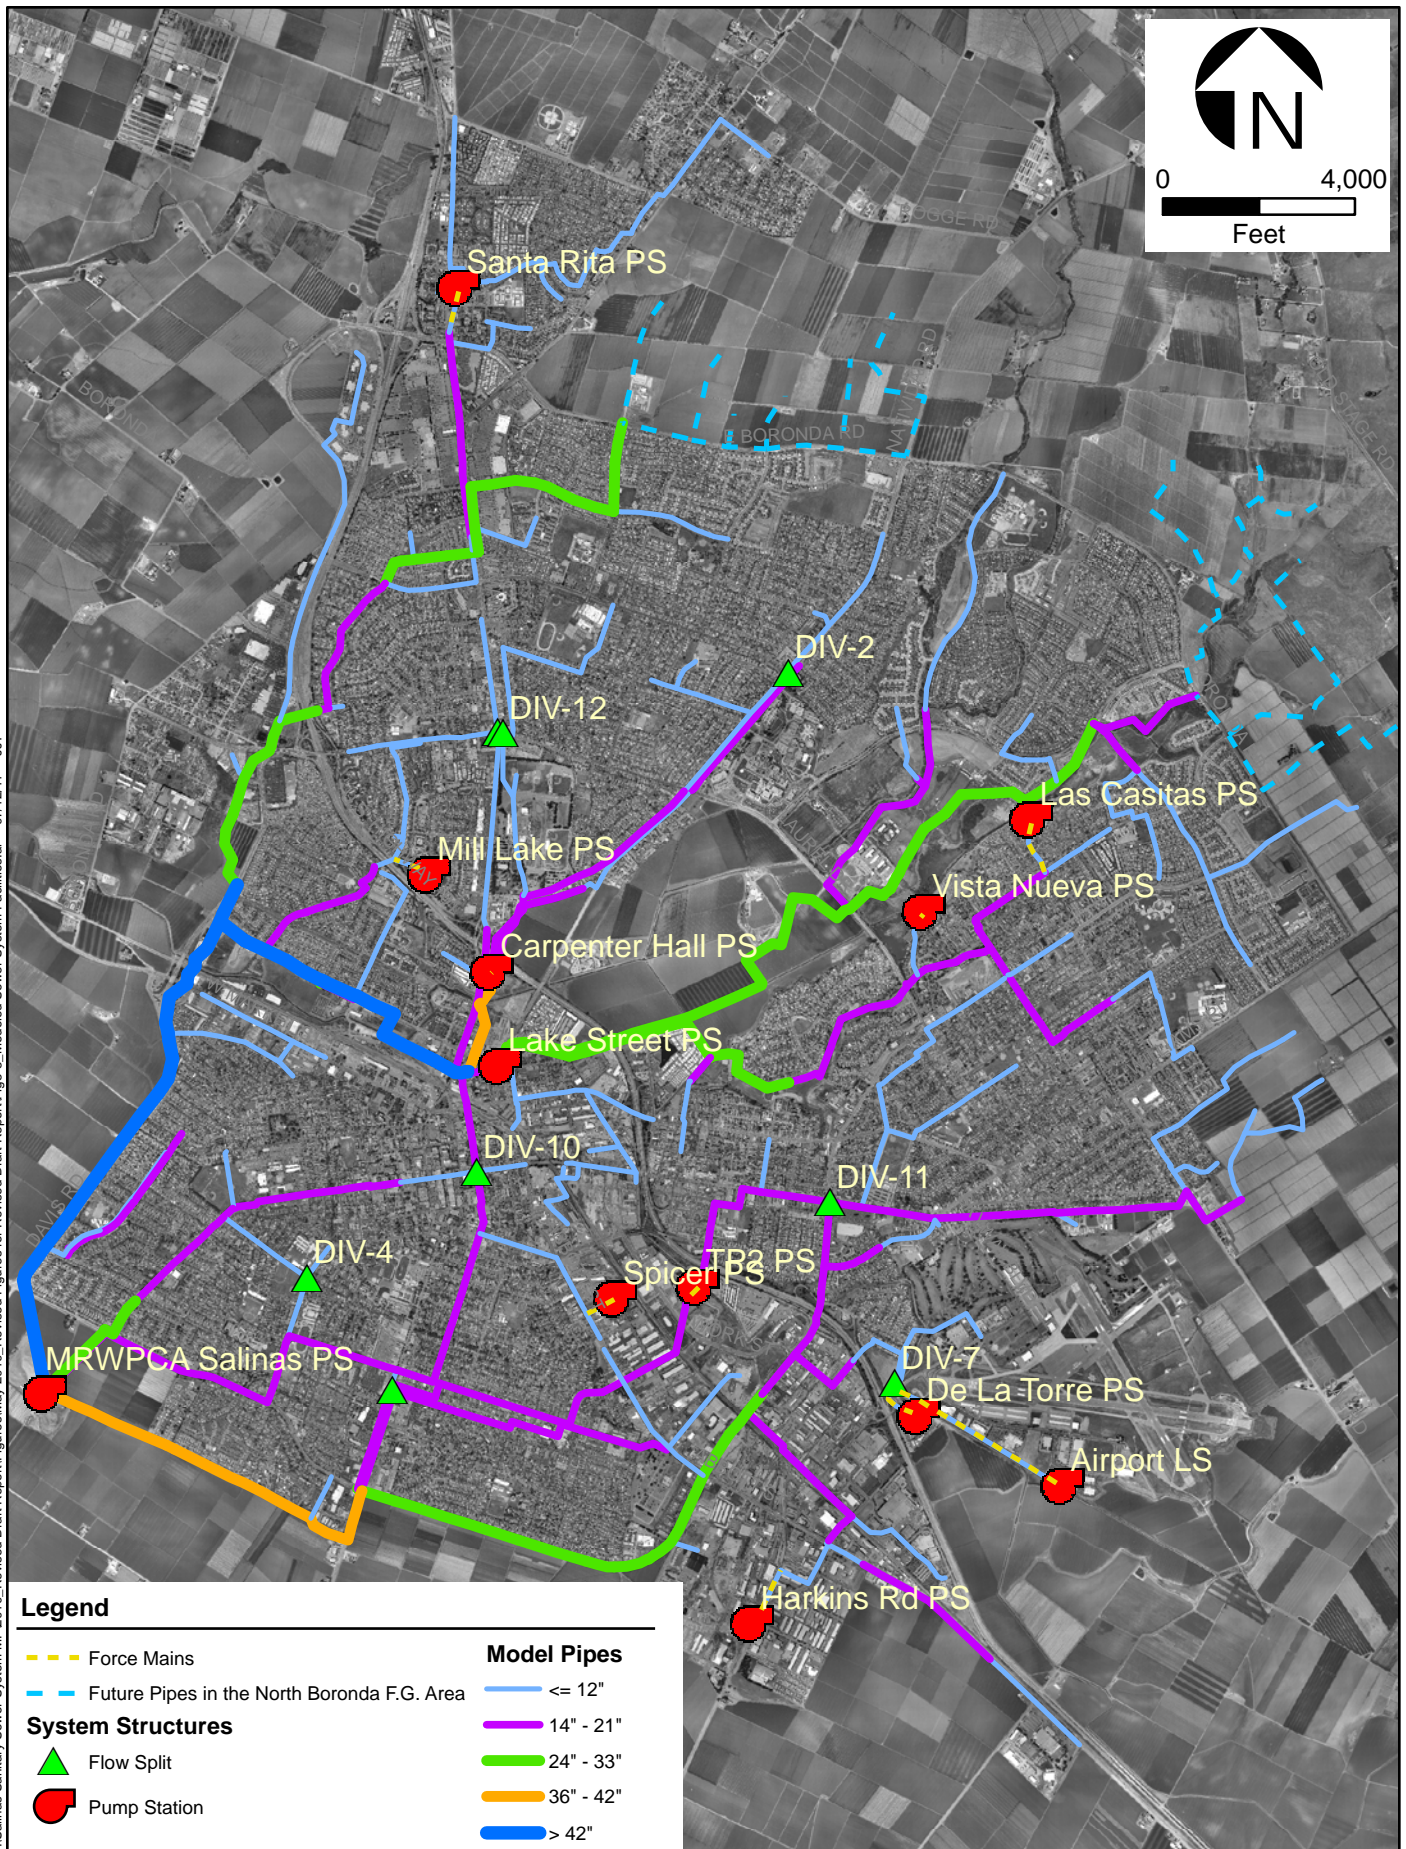 N
0 4,000
Feet
Santa Rita PS
BORONDA RD
DIV-2
DIV-12
Las Casitas PS
Mill Lake PS
Vista Nueva PS
Carpenter Hall PS
Lake Street PS
DIV-10
DIV-11
DIV-4
TP2 PS
Spicer PS
MRWPCA Salinas PS
DIV-7
De La Torre PS
Airport LS
Harkins Rd PS
Legend
Force Mains
Future Pipes in the North Boronda F.G. Area
System Structures
Flow Split
Pump Station
Model Pipes
<= 12"
14" - 21"
24" - 33"
36" - 42"
> 42"